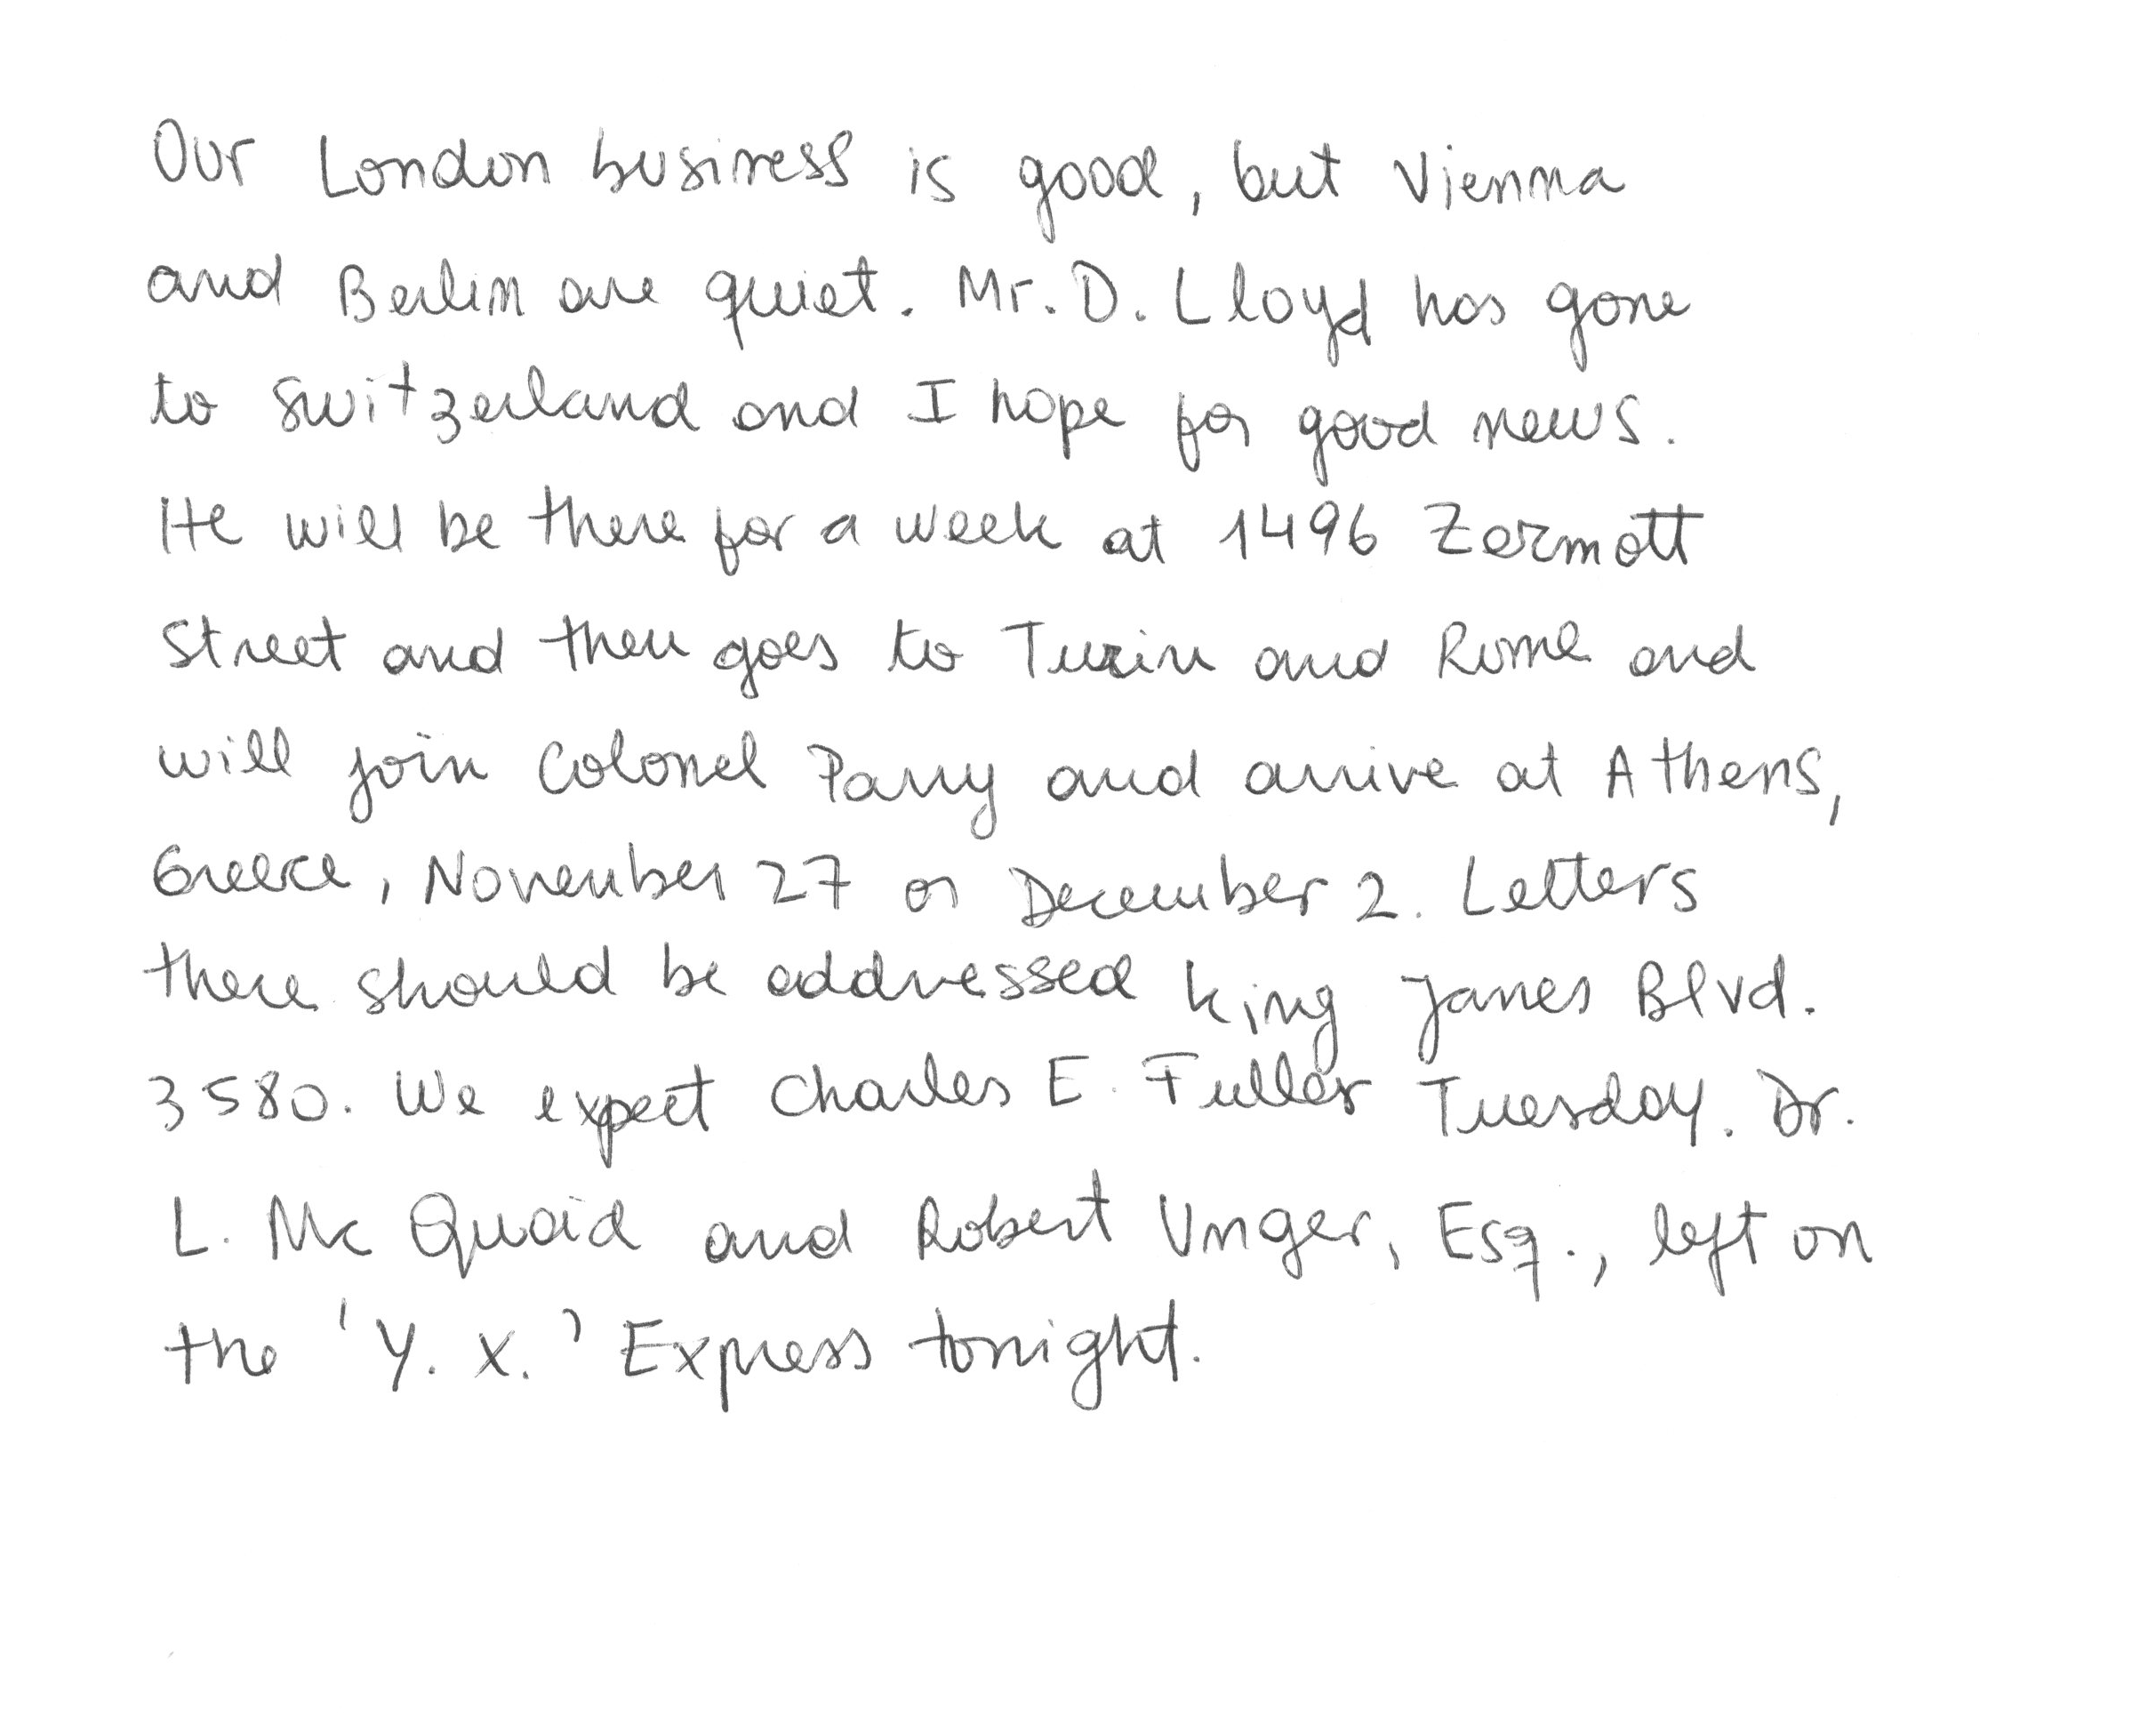 Our London business is good, but Vienna
and Berlin are quiet. Mr. D. Lloyd has gone
to Switzerland and I hope for good news.
He will be there for a week at 1496 Zermott
Street and then goes to Turin and Rome and
will join Colonel Parry and arrive at Athens,
Greece, November 27 or December 2. Letters
there should be addressed King James Blvd.
3580. We expect Charles E. Fuller Tuesday. Dr.
L. Mc Quaid and Robert Unger, Esq., left on
the 'Y. X.' Express tonight.